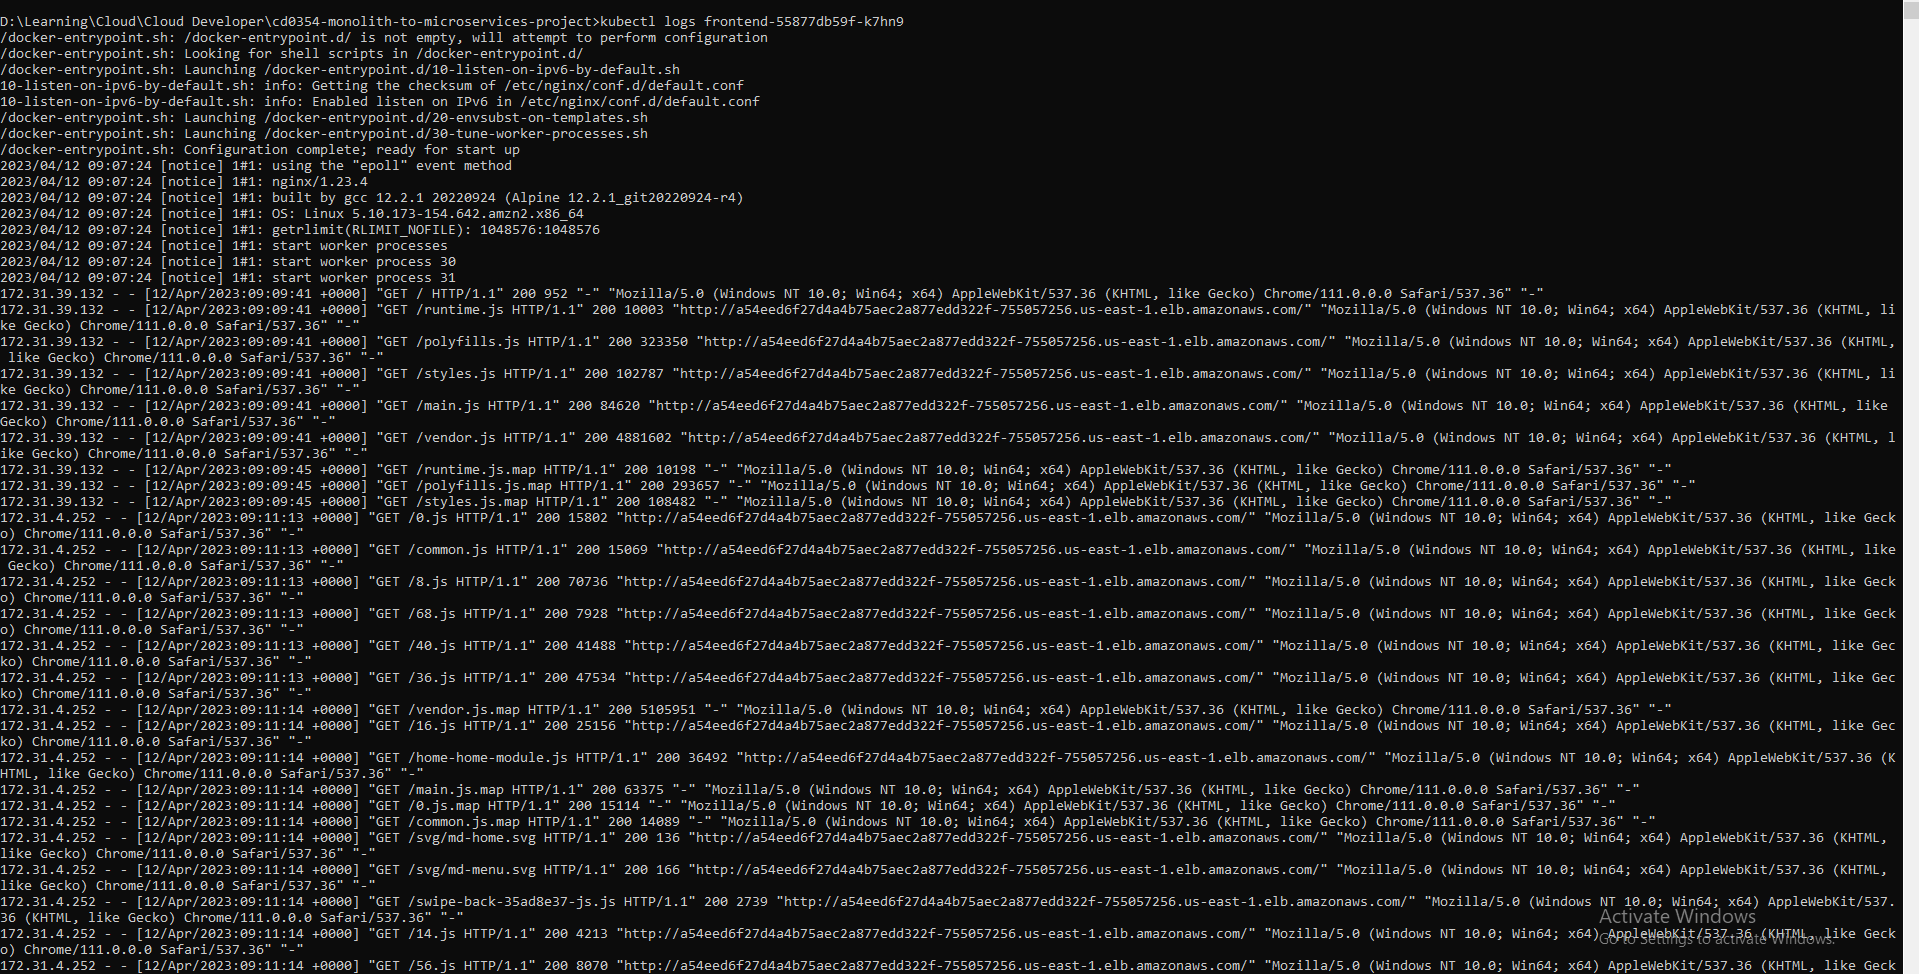 D:\Learning\Cloud\Cloud Developer\cd0354-monolith-to-microservices-project>kubectl logs frontend-55877db59f-k7hn9
/docker-entrypoint.sh: /docker-entrypoint.d/ is not empty, will attempt to perform configuration
/docker-entrypoint.sh: Looking for shell scripts in /docker-entrypoint.d/
/docker-entrypoint.sh: Launching /docker-entrypoint.d/10-listen-on-ipv6-by-default.sh
10-listen-on-ipv6-by-default.sh: info: Getting the checksum of /etc/nginx/conf.d/default.conf
10-listen-on-ipv6-by-default.sh: info: Enabled listen on IPv6 in /etc/nginx/conf.d/default.conf
/docker-entrypoint.sh: Launching /docker-entrypoint.d/20-envsubst-on-templates.sh
/docker-entrypoint.sh: Launching /docker-entrypoint.d/30-tune-worker-processes.sh
/docker-entrypoint.sh: Configuration complete; ready for start up
2023/04/12 09:07:24 [notice] 1#1: using the "epoll" event method
2023/04/12 09:07:24 [notice] 1#1: nginx/1.23.4
2023/04/12 09:07:24 [notice] 1#1: built by gcc 12.2.1 20220924 (Alpine 12.2.1_git20220924-r4)
2023/04/12 09:07:24 [notice] 1#1: OS: Linux 5.10.173-154.642.amzn2.x86_64
2023/04/12 09:07:24 [notice] 1#1: getrlimit(RLIMIT_NOFILE): 1048576:1048576
2023/04/12 09:07:24 [notice] 1#1: start worker processes
2023/04/12 09:07:24 [notice] 1#1: start worker process 30
2023/04/12 09:07:24 [notice] 1#1: start worker process 31
172.31.39.132 - - [12/Apr/2023:09:09:41 +0000] "GET / HTTP/1.1" 200 952 "-" "Mozilla/5.0 (Windows NT 10.0; Win64; x64) AppleWebKit/537.36 (KHTML, like Gecko) Chrome/111.0.0.0 Safari/537.36" "-"
172.31.39.132 - - [12/Apr/2023:09:09:41 +0000] "GET /runtime.js HTTP/1.1" 200 10003 "http://a54eed6f27d4a4b75aec2a877edd322f-755057256.us-east-1.elb.amazonaws.com/" "Mozilla/5.0 (Windows NT 10.0; Win64; x64) AppleWebKit/537.36 (KHTML, li
ke Gecko) Chrome/111.0.0.0 Safari/537.36" "-"
172.31.39.132 - - [12/Apr/2023:09:09:41 +0000] "GET /polyfills.js HTTP/1.1" 200 323350 "http://a54eed6f27d4a4b75aec2a877edd322f-755057256.us-east-1.elb.amazonaws.com/" "Mozilla/5.0 (Windows NT 10.0; Win64; x64) AppleWebKit/537.36 (KHTML,
 like Gecko) Chrome/111.0.0.0 Safari/537.36" "-"
172.31.39.132 - - [12/Apr/2023:09:09:41 +0000] "GET /styles.js HTTP/1.1" 200 102787 "http://a54eed6f27d4a4b75aec2a877edd322f-755057256.us-east-1.elb.amazonaws.com/" "Mozilla/5.0 (Windows NT 10.0; Win64; x64) AppleWebKit/537.36 (KHTML, li
ke Gecko) Chrome/111.0.0.0 Safari/537.36" "-"
172.31.39.132 - - [12/Apr/2023:09:09:41 +0000] "GET /main.js HTTP/1.1" 200 84620 "http://a54eed6f27d4a4b75aec2a877edd322f-755057256.us-east-1.elb.amazonaws.com/" "Mozilla/5.0 (Windows NT 10.0; Win64; x64) AppleWebKit/537.36 (KHTML, like
Gecko) Chrome/111.0.0.0 Safari/537.36" "-"
172.31.39.132 - - [12/Apr/2023:09:09:41 +0000] "GET /vendor.js HTTP/1.1" 200 4881602 "http://a54eed6f27d4a4b75aec2a877edd322f-755057256.us-east-1.elb.amazonaws.com/" "Mozilla/5.0 (Windows NT 10.0; Win64; x64) AppleWebKit/537.36 (KHTML, l
ike Gecko) Chrome/111.0.0.0 Safari/537.36" "-"
172.31.39.132 - - [12/Apr/2023:09:09:45 +0000] "GET /runtime.js.map HTTP/1.1" 200 10198 "-" "Mozilla/5.0 (Windows NT 10.0; Win64; x64) AppleWebKit/537.36 (KHTML, like Gecko) Chrome/111.0.0.0 Safari/537.36" "-"
172.31.39.132 - - [12/Apr/2023:09:09:45 +0000] "GET /polyfills.js.map HTTP/1.1" 200 293657 "-" "Mozilla/5.0 (Windows NT 10.0; Win64; x64) AppleWebKit/537.36 (KHTML, like Gecko) Chrome/111.0.0.0 Safari/537.36" "-"
172.31.39.132 - - [12/Apr/2023:09:09:45 +0000] "GET /styles.js.map HTTP/1.1" 200 108482 "-" "Mozilla/5.0 (Windows NT 10.0; Win64; x64) AppleWebKit/537.36 (KHTML, like Gecko) Chrome/111.0.0.0 Safari/537.36" "-"
172.31.4.252 - - [12/Apr/2023:09:11:13 +0000] "GET /0.js HTTP/1.1" 200 15802 "http://a54eed6f27d4a4b75aec2a877edd322f-755057256.us-east-1.elb.amazonaws.com/" "Mozilla/5.0 (Windows NT 10.0; Win64; x64) AppleWebKit/537.36 (KHTML, like Geck
o) Chrome/111.0.0.0 Safari/537.36" "-"
172.31.4.252 - - [12/Apr/2023:09:11:13 +0000] "GET /common.js HTTP/1.1" 200 15069 "http://a54eed6f27d4a4b75aec2a877edd322f-755057256.us-east-1.elb.amazonaws.com/" "Mozilla/5.0 (Windows NT 10.0; Win64; x64) AppleWebKit/537.36 (KHTML, like
 Gecko) Chrome/111.0.0.0 Safari/537.36" "-"
172.31.4.252 - - [12/Apr/2023:09:11:13 +0000] "GET /8.js HTTP/1.1" 200 70736 "http://a54eed6f27d4a4b75aec2a877edd322f-755057256.us-east-1.elb.amazonaws.com/" "Mozilla/5.0 (Windows NT 10.0; Win64; x64) AppleWebKit/537.36 (KHTML, like Geck
o) Chrome/111.0.0.0 Safari/537.36" "-"
172.31.4.252 - - [12/Apr/2023:09:11:13 +0000] "GET /68.js HTTP/1.1" 200 7928 "http://a54eed6f27d4a4b75aec2a877edd322f-755057256.us-east-1.elb.amazonaws.com/" "Mozilla/5.0 (Windows NT 10.0; Win64; x64) AppleWebKit/537.36 (KHTML, like Geck
o) Chrome/111.0.0.0 Safari/537.36" "-"
172.31.4.252 - - [12/Apr/2023:09:11:13 +0000] "GET /40.js HTTP/1.1" 200 41488 "http://a54eed6f27d4a4b75aec2a877edd322f-755057256.us-east-1.elb.amazonaws.com/" "Mozilla/5.0 (Windows NT 10.0; Win64; x64) AppleWebKit/537.36 (KHTML, like Gec
ko) Chrome/111.0.0.0 Safari/537.36" "-"
172.31.4.252 - - [12/Apr/2023:09:11:13 +0000] "GET /36.js HTTP/1.1" 200 47534 "http://a54eed6f27d4a4b75aec2a877edd322f-755057256.us-east-1.elb.amazonaws.com/" "Mozilla/5.0 (Windows NT 10.0; Win64; x64) AppleWebKit/537.36 (KHTML, like Gec
ko) Chrome/111.0.0.0 Safari/537.36" "-"
172.31.4.252 - - [12/Apr/2023:09:11:14 +0000] "GET /vendor.js.map HTTP/1.1" 200 5105951 "-" "Mozilla/5.0 (Windows NT 10.0; Win64; x64) AppleWebKit/537.36 (KHTML, like Gecko) Chrome/111.0.0.0 Safari/537.36" "-"
172.31.4.252 - - [12/Apr/2023:09:11:14 +0000] "GET /16.js HTTP/1.1" 200 25156 "http://a54eed6f27d4a4b75aec2a877edd322f-755057256.us-east-1.elb.amazonaws.com/" "Mozilla/5.0 (Windows NT 10.0; Win64; x64) AppleWebKit/537.36 (KHTML, like Gec
ko) Chrome/111.0.0.0 Safari/537.36" "-"
172.31.4.252 - - [12/Apr/2023:09:11:14 +0000] "GET /home-home-module.js HTTP/1.1" 200 36492 "http://a54eed6f27d4a4b75aec2a877edd322f-755057256.us-east-1.elb.amazonaws.com/" "Mozilla/5.0 (Windows NT 10.0; Win64; x64) AppleWebKit/537.36 (K
HTML, like Gecko) Chrome/111.0.0.0 Safari/537.36" "-"
172.31.4.252 - - [12/Apr/2023:09:11:14 +0000] "GET /main.js.map HTTP/1.1" 200 63375 "-" "Mozilla/5.0 (Windows NT 10.0; Win64; x64) AppleWebKit/537.36 (KHTML, like Gecko) Chrome/111.0.0.0 Safari/537.36" "-"
172.31.4.252 - - [12/Apr/2023:09:11:14 +0000] "GET /0.js.map HTTP/1.1" 200 15114 "-" "Mozilla/5.0 (Windows NT 10.0; Win64; x64) AppleWebKit/537.36 (KHTML, like Gecko) Chrome/111.0.0.0 Safari/537.36" "-"
172.31.4.252 - - [12/Apr/2023:09:11:14 +0000] "GET /common.js.map HTTP/1.1" 200 14089 "-" "Mozilla/5.0 (Windows NT 10.0; Win64; x64) AppleWebKit/537.36 (KHTML, like Gecko) Chrome/111.0.0.0 Safari/537.36" "-"
172.31.4.252 - - [12/Apr/2023:09:11:14 +0000] "GET /svg/md-home.svg HTTP/1.1" 200 136 "http://a54eed6f27d4a4b75aec2a877edd322f-755057256.us-east-1.elb.amazonaws.com/" "Mozilla/5.0 (Windows NT 10.0; Win64; x64) AppleWebKit/537.36 (KHTML,
like Gecko) Chrome/111.0.0.0 Safari/537.36" "-"
172.31.4.252 - - [12/Apr/2023:09:11:14 +0000] "GET /svg/md-menu.svg HTTP/1.1" 200 166 "http://a54eed6f27d4a4b75aec2a877edd322f-755057256.us-east-1.elb.amazonaws.com/" "Mozilla/5.0 (Windows NT 10.0; Win64; x64) AppleWebKit/537.36 (KHTML,
like Gecko) Chrome/111.0.0.0 Safari/537.36" "-"
172.31.4.252 - - [12/Apr/2023:09:11:14 +0000] "GET /swipe-back-35ad8e37-js.js HTTP/1.1" 200 2739 "http://a54eed6f27d4a4b75aec2a877edd322f-755057256.us-east-1.elb.amazonaws.com/" "Mozilla/5.0 (Windows NT 10.0; Win64; x64) AppleWebKit/537.
36 (KHTML, like Gecko) Chrome/111.0.0.0 Safari/537.36" "-"
Activate Windows
172.31.4.252 - - [12/Apr/2023:09:11:14 +0000] "GET /14.js HTTP/1.1" 200 4213 "http://a54eed6f27d4a4b75aec2a877edd322f-755057256.us-east-1.elb.amazonaws.com/" "Mozilla/5.0 (Windows NT 10.0; Win64; x64) AppleWebKit/537.36 (KHTML, like Geck
Go to Settings to activate Windows.
o) Chrome/111.0.0.0 Safari/537.36" "-"
172.31.4.252 - - [12/Apr/2023:09:11:14 +0000] "GET /56.js HTTP/1.1" 200 8070 "http://a54eed6f27d4a4b75aec2a877edd322f-755057256.us-east-1.elb.amazonaws.com/" "Mozilla/5.0 (Windows NT 10.0; Win64; x64) AppleWebKit/537.36 (KHTML, like Geck